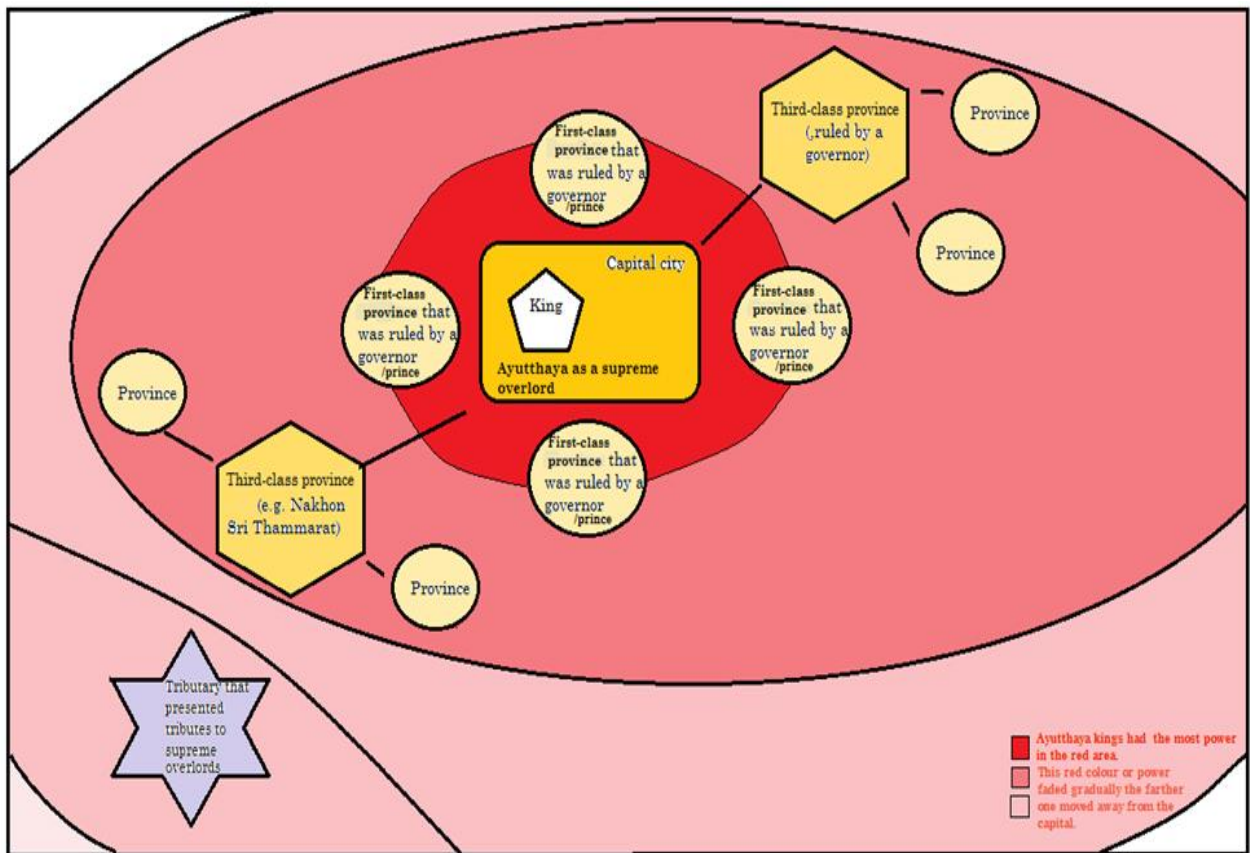 First-class
province that
was ruled by a
governor
/prince
Third-class province
(,ruled by a
governor)
Province
Province
Capital city
King
Ayutthaya as a supreme
overlord
First-class
province that
was ruled by a
governor
/prince
First-class
province that
was ruled by a
governor
/prince
First-class
province that
was ruled by a
governor
/prince
Province
Third-class province
(e.g. Nakhon
Sri Thammarat)
Province
Tributary that
presented
tributes to
supreme
overlords
Ayutthaya kings had the most power
in the red area.
This red colour or power
faded gradually the farther
one moved away from the
capital.